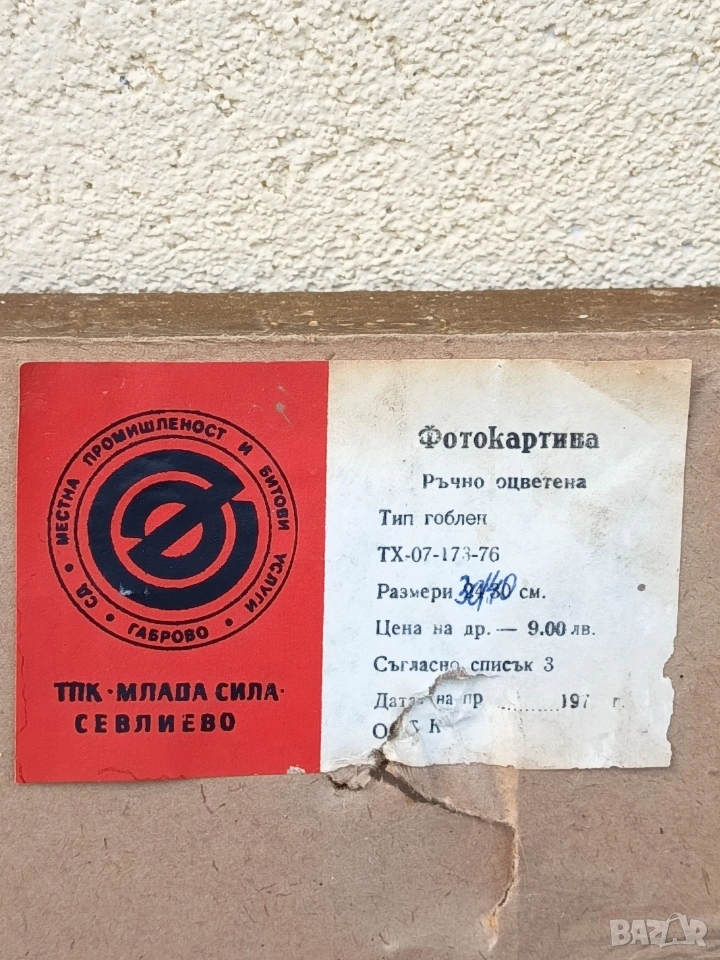 МЕСТНА ПРОМИШЛЕНОСТ И БИТОВИ УСЛУГИ • ГАБРОВО • СД •
ТПК · МЛАДА СИЛА ·
СЕВЛИЕВО
Фотокартина
Ръчно оцветена
Тип гоблен
ТХ-07-173-76
Размери 30/40 см.
Цена на др. — 9.00 лв.
Съгласно списък 3
Дата на пр ........... 197 г.
К
BAZAR